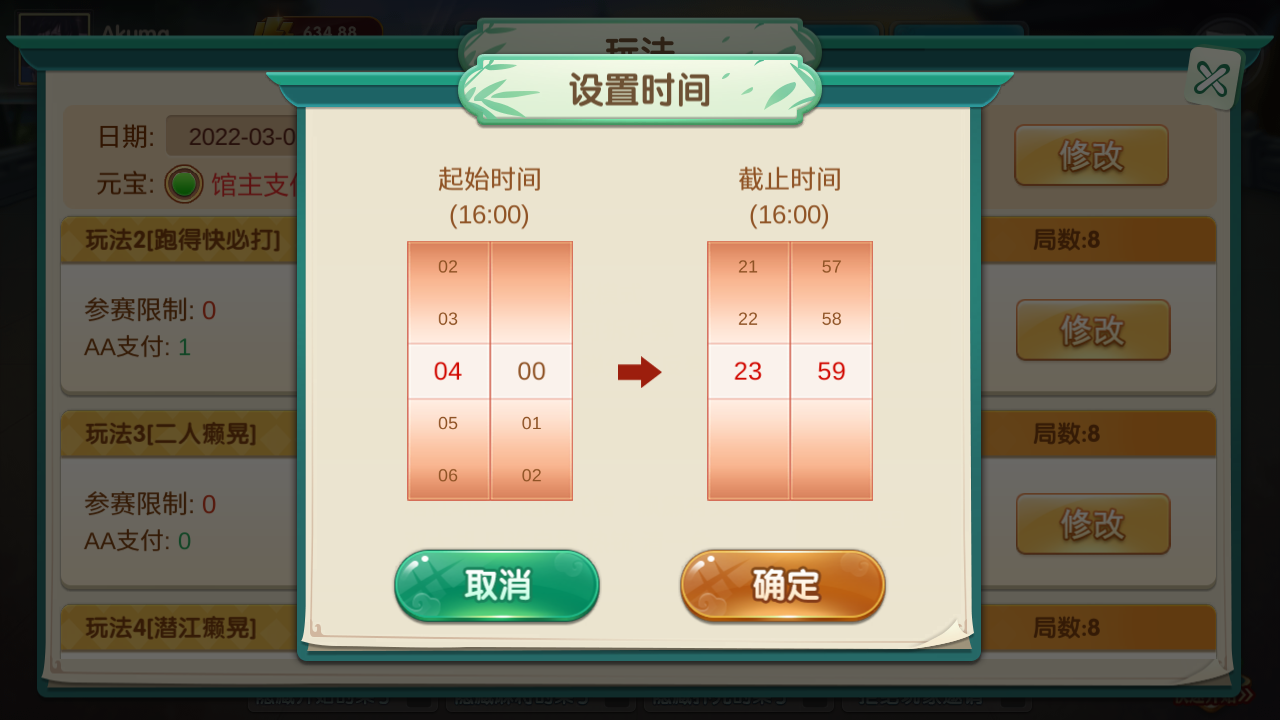 Akuma
634.88
玩法
设置时间
日期:
2022-03-0
修改
元宝:
馆主支
起始时间
(16:00)
截止时间
(16:00)
02
03
04 00
05 01
06 02
21 57
22 58
23 59
玩法2[跑得快必打]
局数:8
参赛限制: 0
AA支付: 1
修改
玩法3[二人癞晃]
局数:8
参赛限制: 0
AA支付: 0
修改
取消
确定
玩法4[潜江癞晃]
局数:8